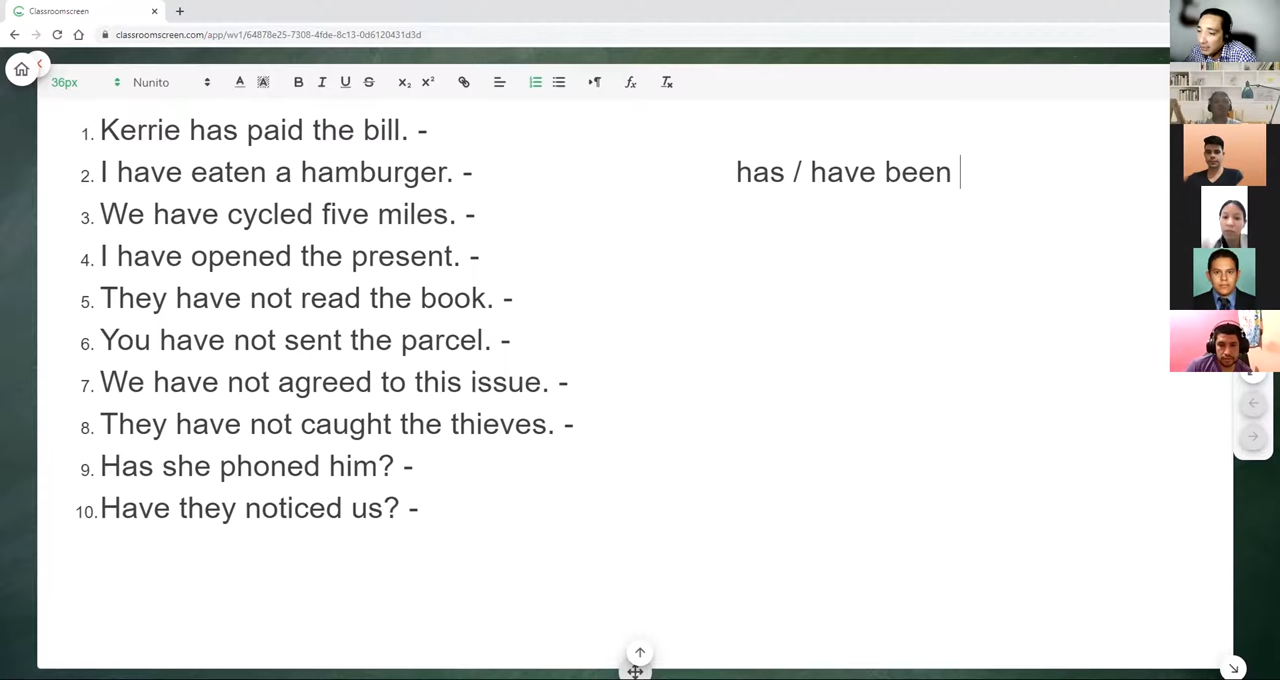 Classroomscreen
classroomscreen.com/app/wv1/64878e25-7308-4fde-8c13-0d6120431d3d
36px Nunito
1. Kerrie has paid the bill. -
2. I have eaten a hamburger. - has / have been
3. We have cycled five miles. -
4. I have opened the present. -
5. They have not read the book. -
6. You have not sent the parcel. -
7. We have not agreed to this issue. -
8. They have not caught the thieves. -
9. Has she phoned him? -
10. Have they noticed us? -